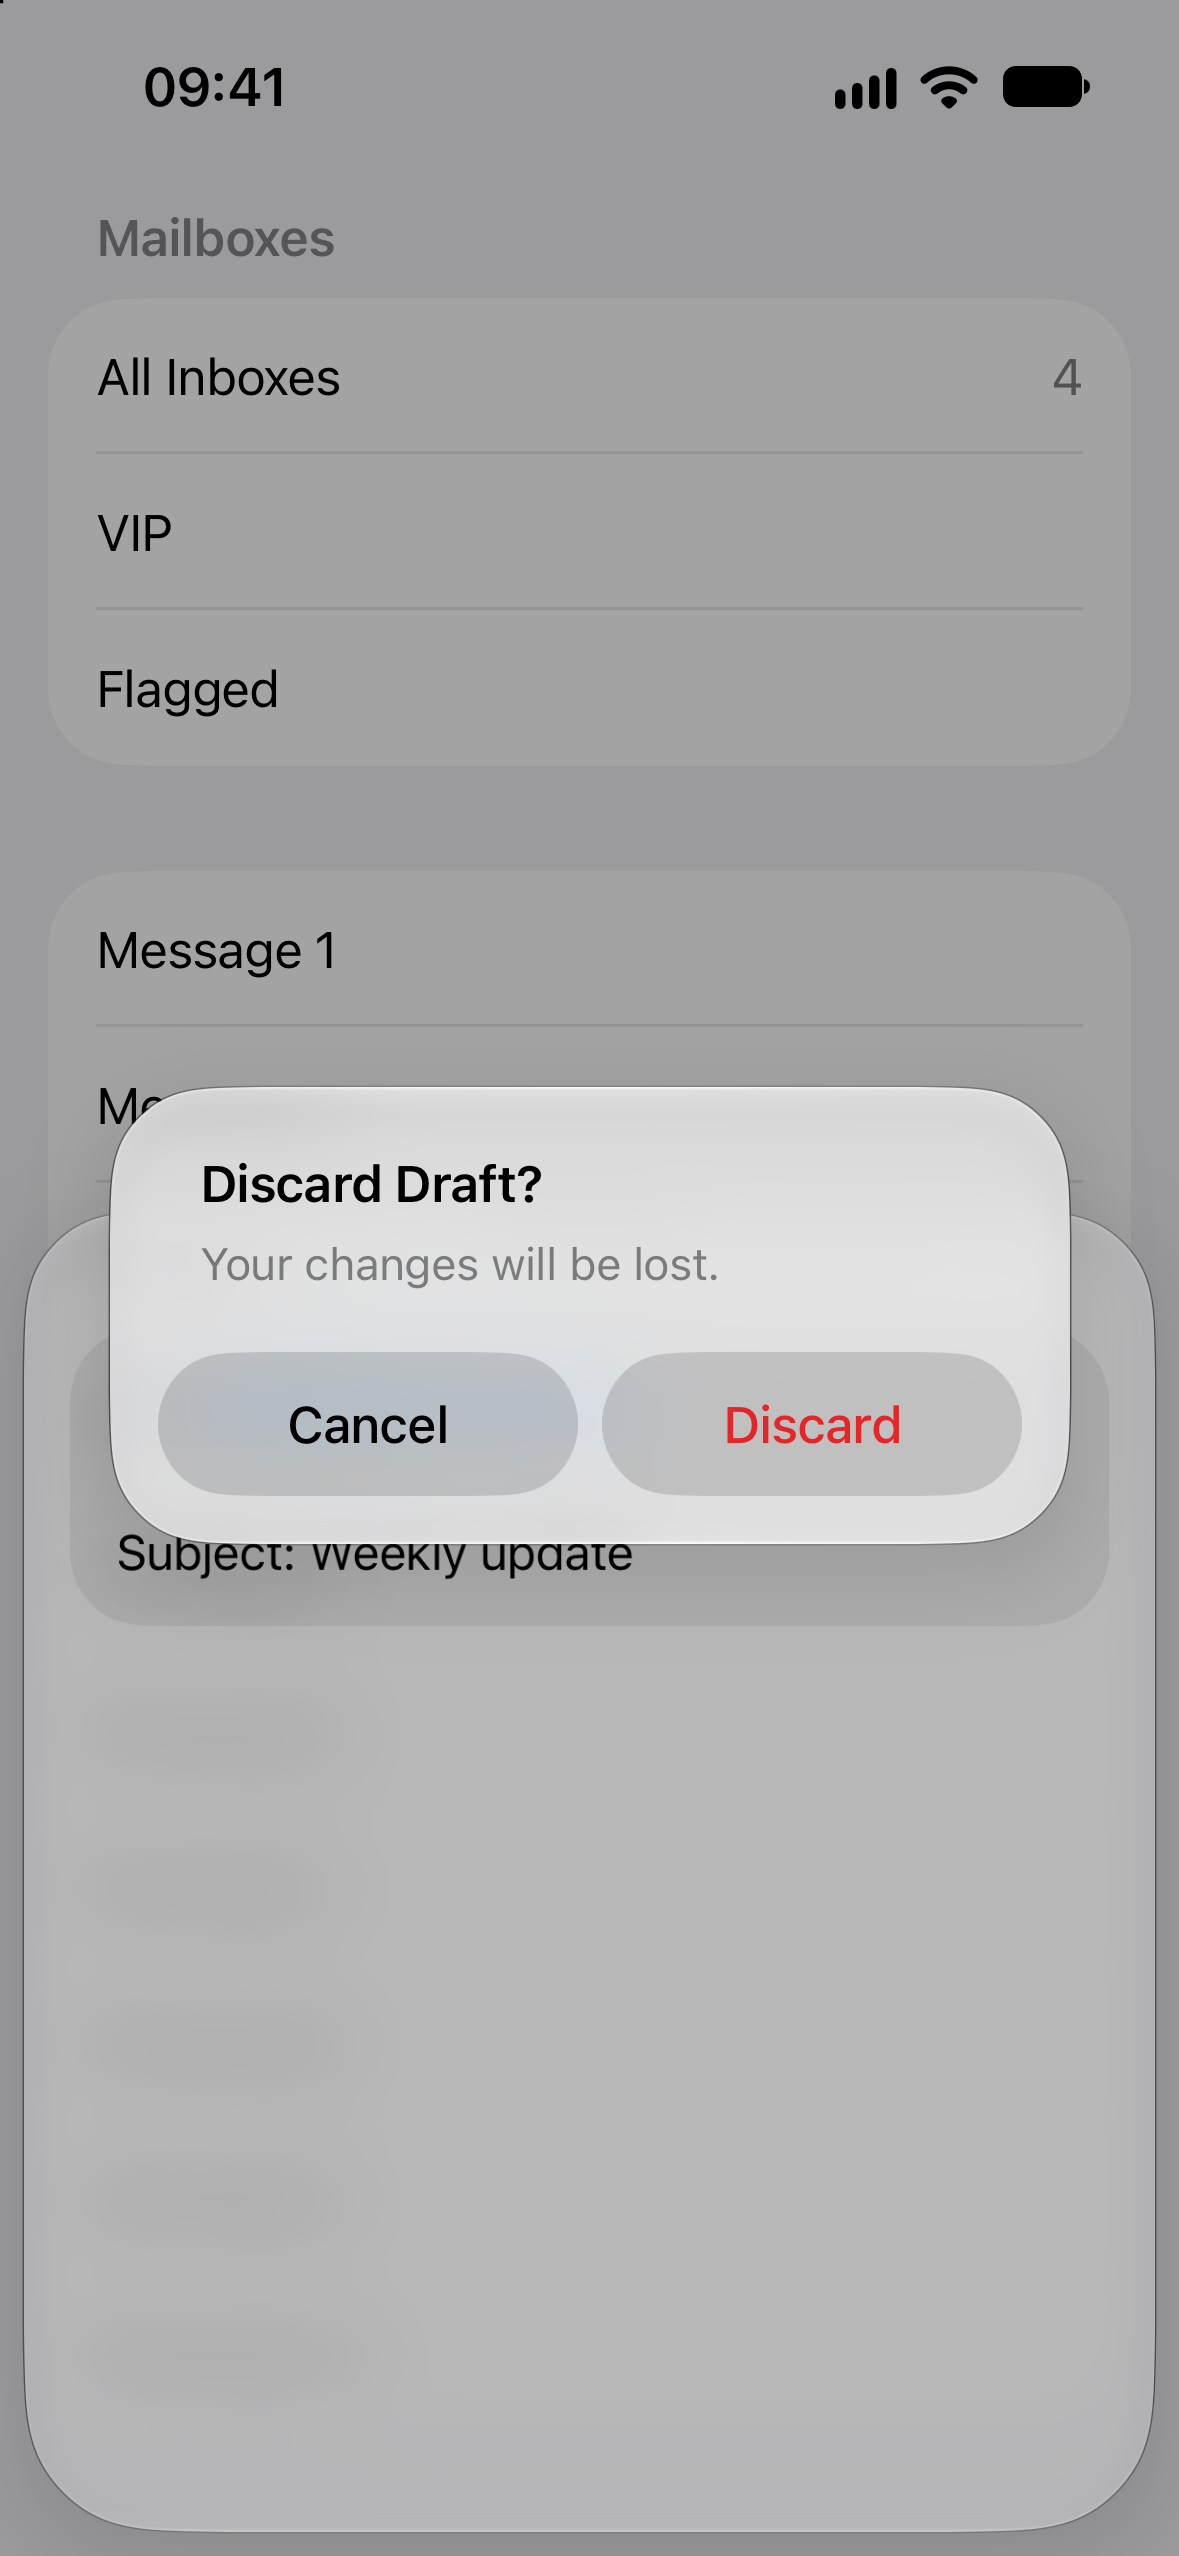 09:41
Mailboxes
All Inboxes 4
VIP
Flagged
Message 1
Discard Draft?
Your changes will be lost.
Cancel Discard
Subject: Weekly update